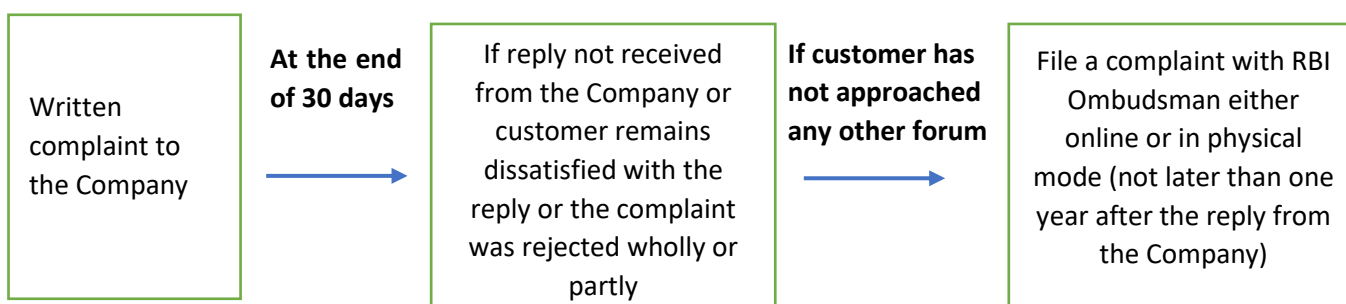 Written
complaint to
the Company
At the end
of 30 days
If reply not received
from the Company or
customer remains
dissatisfied with the
reply or the complaint
was rejected wholly or
partly
If customer has
not approached
any other forum
File a complaint with RBI
Ombudsman either
online or in physical
mode (not later than one
year after the reply from
the Company)